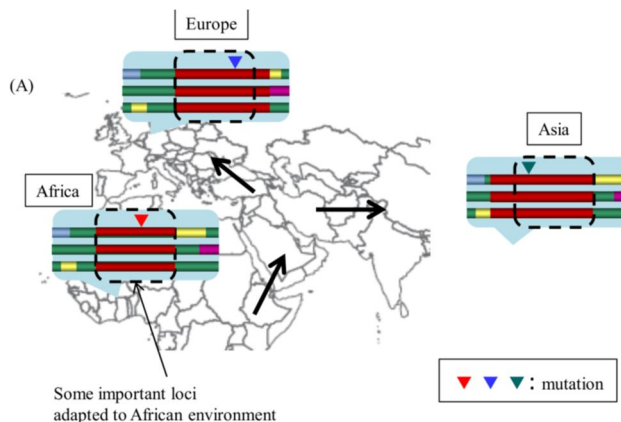 Europe
(A)
Asia
Africa
Some important loci
adapted to African environment
: mutation